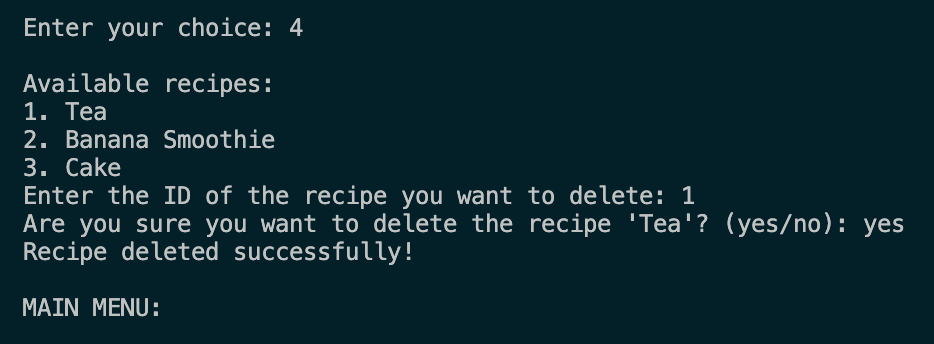 Enter your choice: 4
Available recipes:
1. Tea
2. Banana Smoothie
3. Cake
Enter the ID of the recipe you want to delete: 1
Are you sure you want to delete the recipe 'Tea'? (yes/no): yes
Recipe deleted successfully!
MAIN MENU: